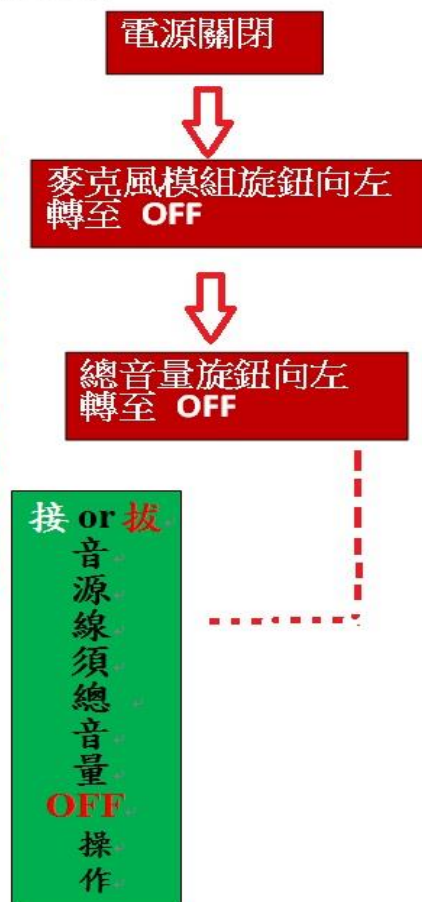 電源關閉
麥克風模組旋鈕向左
轉至 OFF
總音量旋鈕向左
轉至 OFF
接 or 拔
音
源
線
須
總
音
量
OFF
操
作